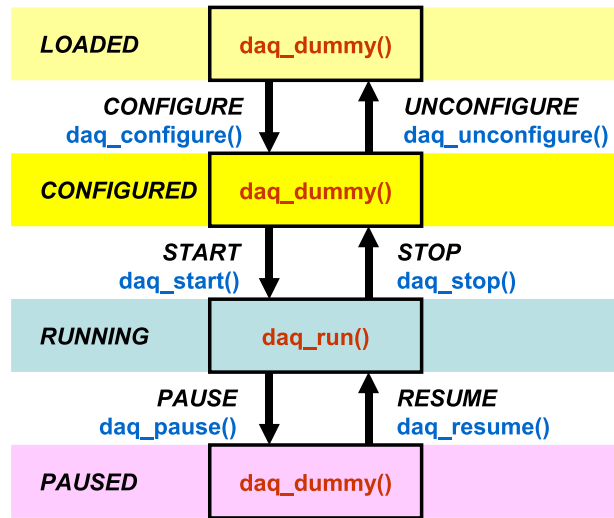 LOADED daq_dummy()
CONFIGURE UNCONFIGURE
daq_configure() daq_unconfigure()
CONFIGURED daq_dummy()
START STOP
daq_start() daq_stop()
RUNNING daq_run()
PAUSE RESUME
daq_pause() daq_resume()
PAUSED daq_dummy()